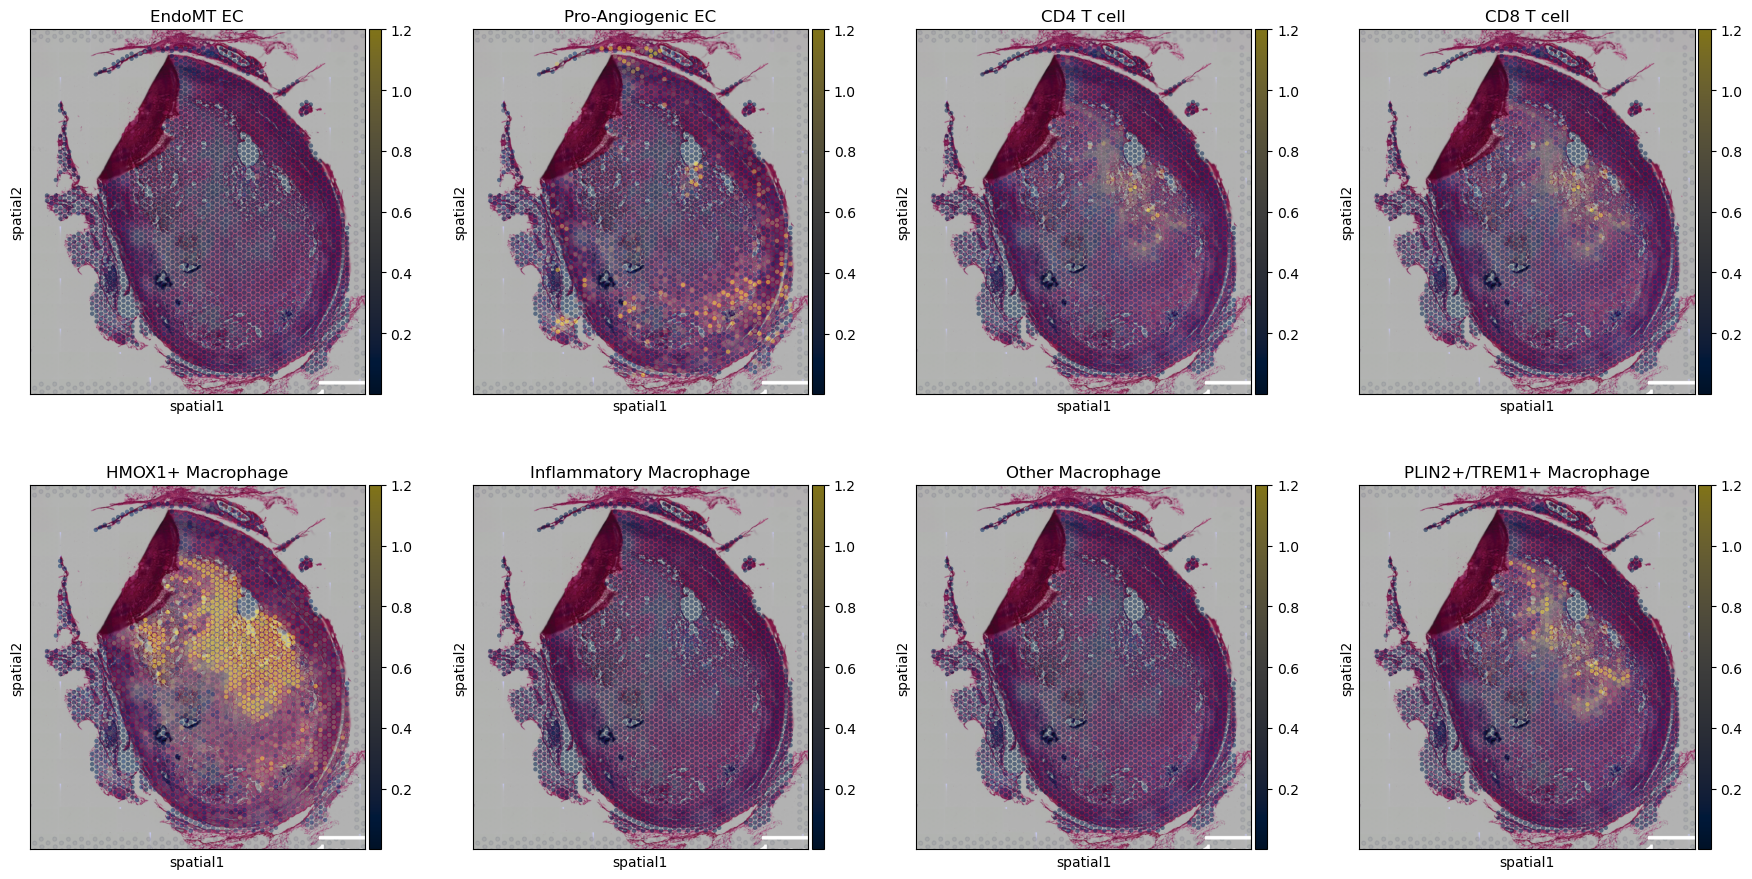 EndoMT EC
Pro-Angiogenic EC
CD4 T cell
CD8 T cell
spatial2
1.2
1.0
0.8
0.6
0.4
0.2
spatial1
spatial2
1.2
1.0
0.8
0.6
0.4
0.2
spatial1
spatial2
1.2
1.0
0.8
0.6
0.4
0.2
spatial1
spatial2
1.2
1.0
0.8
0.6
0.4
0.2
spatial1
HMOX1+ Macrophage
Inflammatory Macrophage
Other Macrophage
PLIN2+/TREM1+ Macrophage
spatial2
1.2
1.0
0.8
0.6
0.4
0.2
spatial1
spatial2
1.2
1.0
0.8
0.6
0.4
0.2
spatial1
spatial2
1.2
1.0
0.8
0.6
0.4
0.2
spatial1
spatial2
1.2
1.0
0.8
0.6
0.4
0.2
spatial1